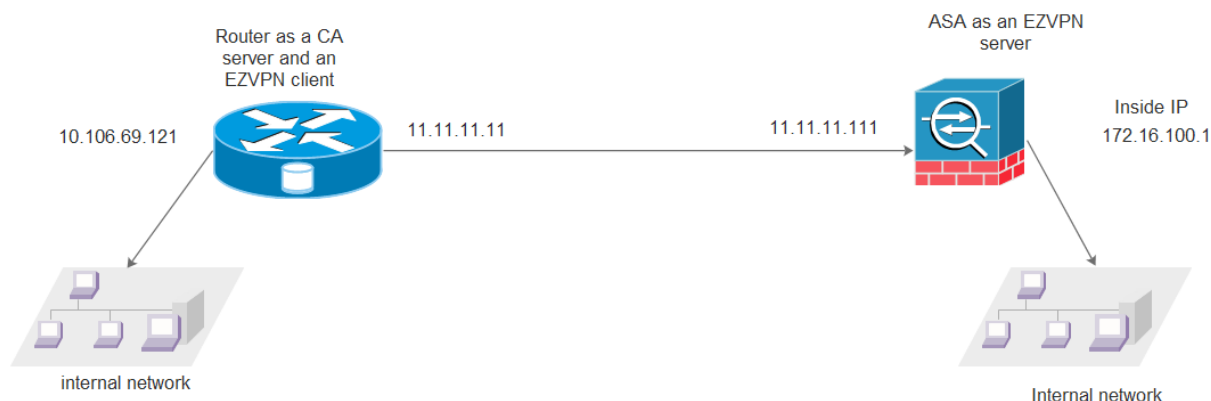 Router as a CA
server and an
EZVPN client
ASA as an EZVPN
server
10.106.69.121
11.11.11.11
11.11.11.111
Inside IP
172.16.100.1
internal network
Internal network